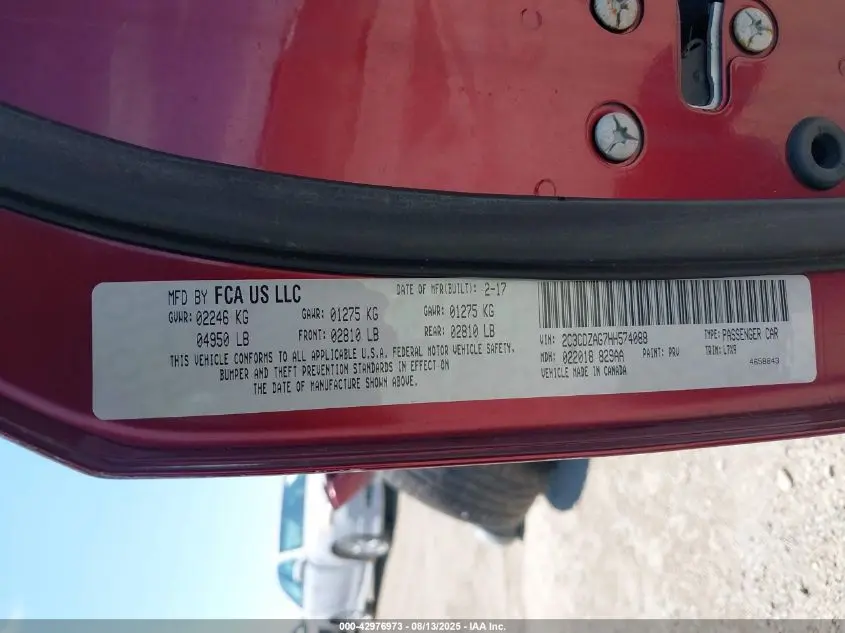 MFD BY FCA US LLC
DATE OF MFR(BUILT): 2-17
GVWR: 02246 KG
GAWR: 01275 KG
GAWR: 01275 KG
04950 LB
FRONT: 02810 LB
REAR: 02810 LB
THIS VEHICLE CONFORMS TO ALL APPLICABLE U.S.A. FEDERAL MOTOR VEHICLE SAFETY,
BUMPER AND THEFT PREVENTION STANDARDS IN EFFECT ON
THE DATE OF MANUFACTURE SHOWN ABOVE.
VIN: 2C3CDZAG7HH574089
TYPE: PASSENGER CAR
MDH: 022018 829AA
PAINT: PRV
TRIM: L7X9
VEHICLE MADE IN CANADA
4658843
000-42976973 - 08/13/2025 - IAA Inc.